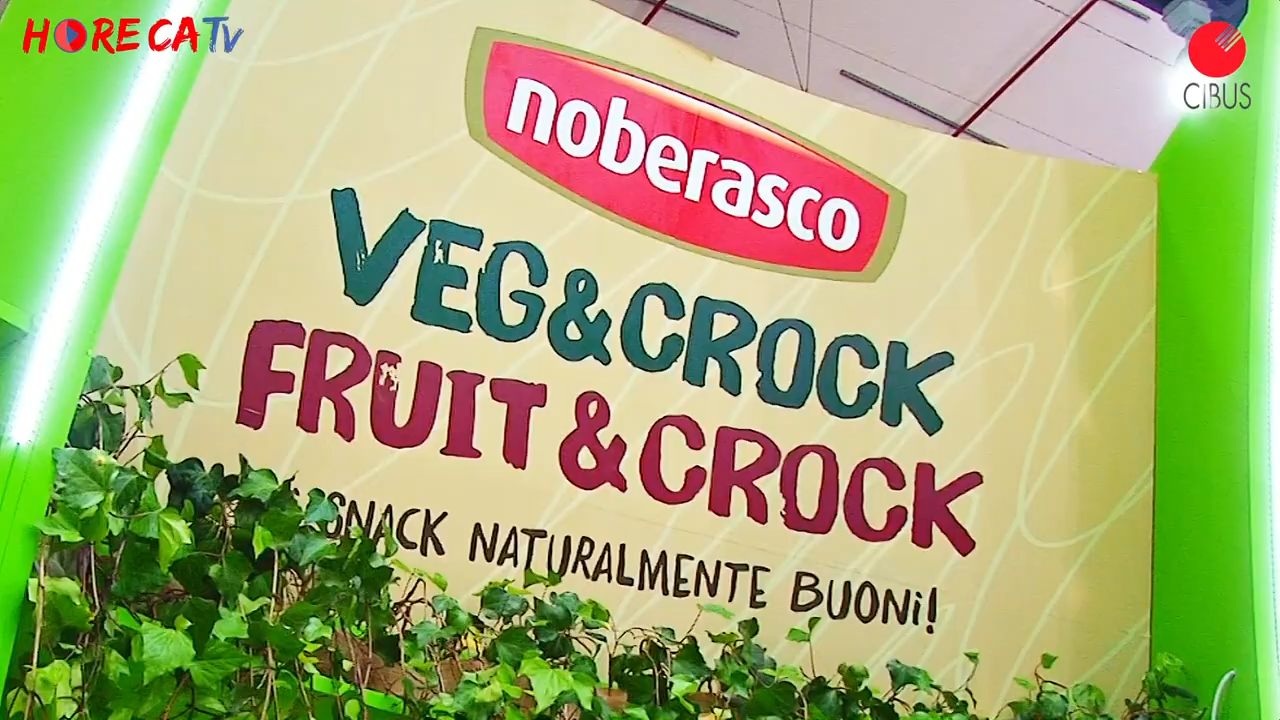 HORECATv
CIBUS
noberasco
VEG&CROCK
FRUIT&CROCK
SNACK NATURALMENTE BUONi!